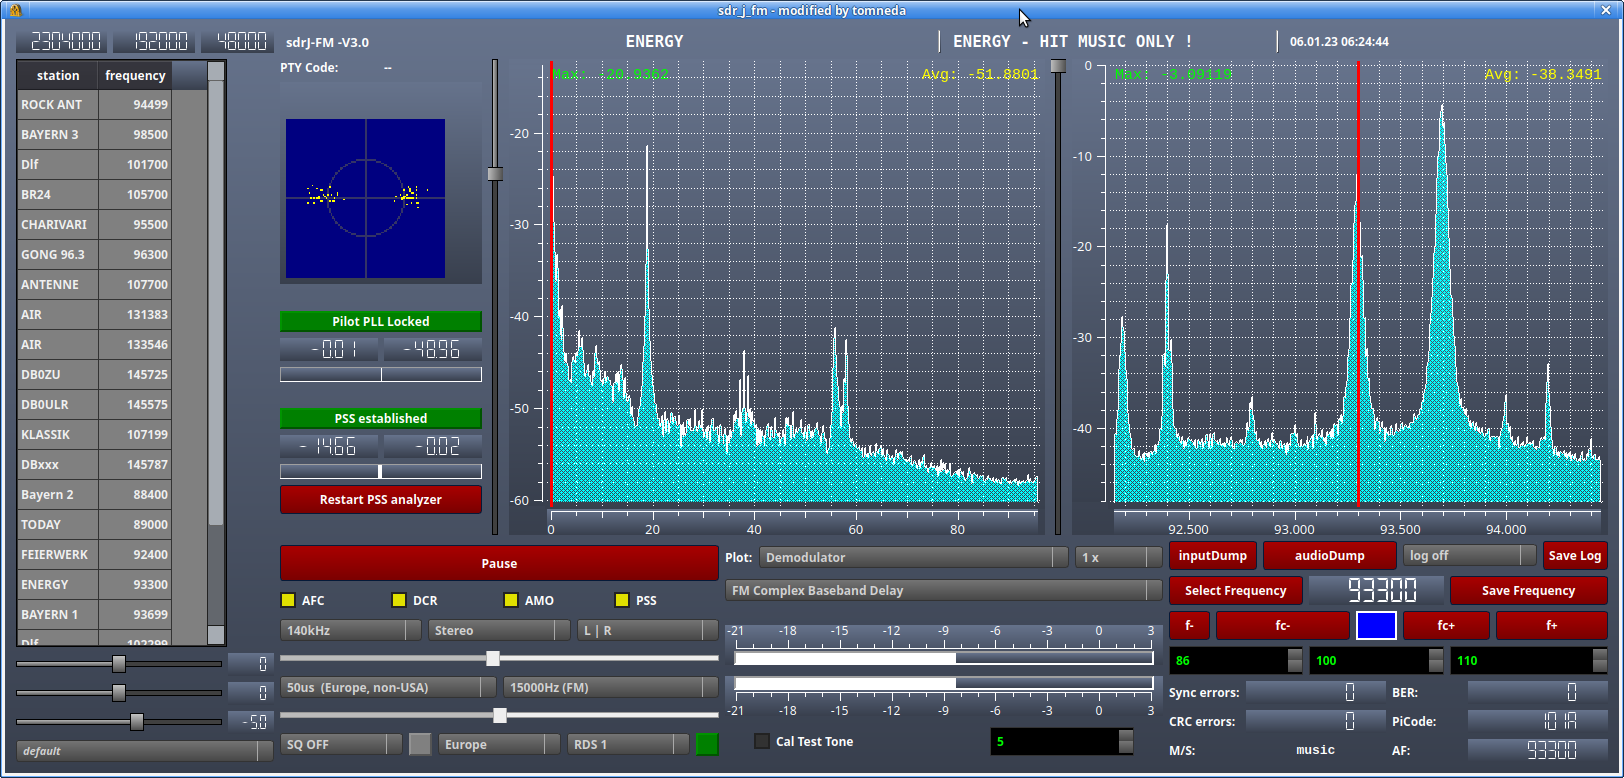 sdr_j_fm - modified by tomneda
2304000 192000 48000 sdrJ-FM -V3.0 ENERGY ENERGY - HIT MUSIC ONLY ! 06.01.23 06:24:44
station frequency
ROCK ANT 94499
BAYERN 3 98500
Dlf 101700
BR24 105700
CHARIVARI 95500
GONG 96.3 96300
ANTENNE 107700
AIR 131383
AIR 133546
DB0ZU 145725
DB0ULR 145575
KLASSIK 107199
DBxxx 145787
Bayern 2 88400
TODAY 89000
FEIERWERK 92400
ENERGY 93300
BAYERN 1 93699
Dlf 102299
0
0
-5.0
default
PTY Code: --
Pilot PLL Locked
-0.01 -48.96
PSS established
-14.66 -0.02
Restart PSS analyzer
Max: -20.9362 Avg: -51.8801
-20
-30
-40
-50
-60
0 20 40 60 80
Max: -3.09119 Avg: -38.3491
0
-10
-20
-30
-40
92.500 93.000 93.500 94.000
Pause
AFC DCR AMO PSS
140kHz Stereo L | R
50us (Europe, non-USA) 15000Hz (FM)
SQ OFF Europe RDS 1
Plot: Demodulator 1 x
FM Complex Baseband Delay
-21 -18 -15 -12 -9 -6 -3 0 3
-21 -18 -15 -12 -9 -6 -3 0 3
Cal Test Tone 5
inputDump audioDump log off Save Log
Select Frequency 93300 Save Frequency
f- fc- fc+ f+
86 100 110
Sync errors: 0 BER: 0
CRC errors: 0 PiCode: 101A
M/S: music AF: 93300